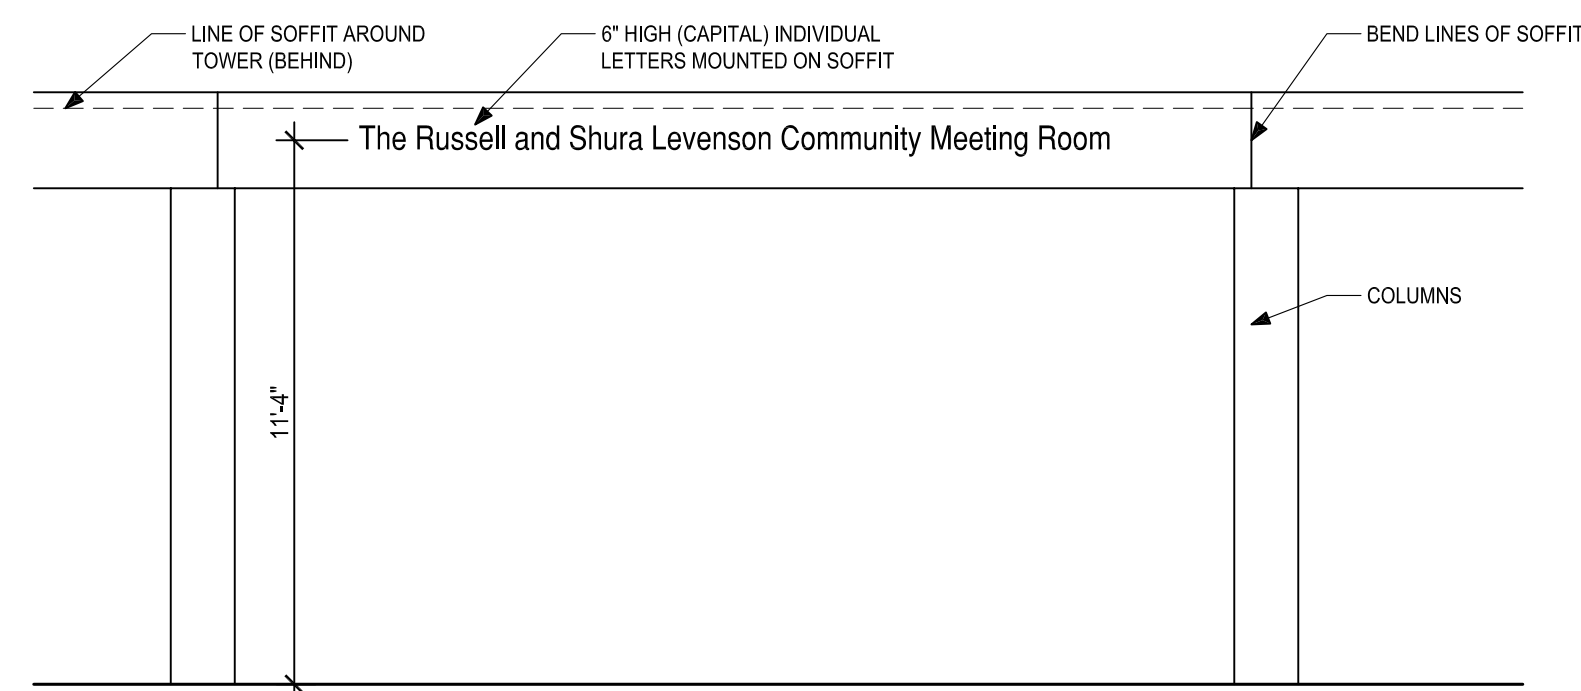 LINE OF SOFFIT AROUND
TOWER (BEHIND)
6" HIGH (CAPITAL) INDIVIDUAL
LETTERS MOUNTED ON SOFFIT
BEND LINES OF SOFFIT
The Russell and Shura Levenson Community Meeting Room
COLUMNS
11'-4"